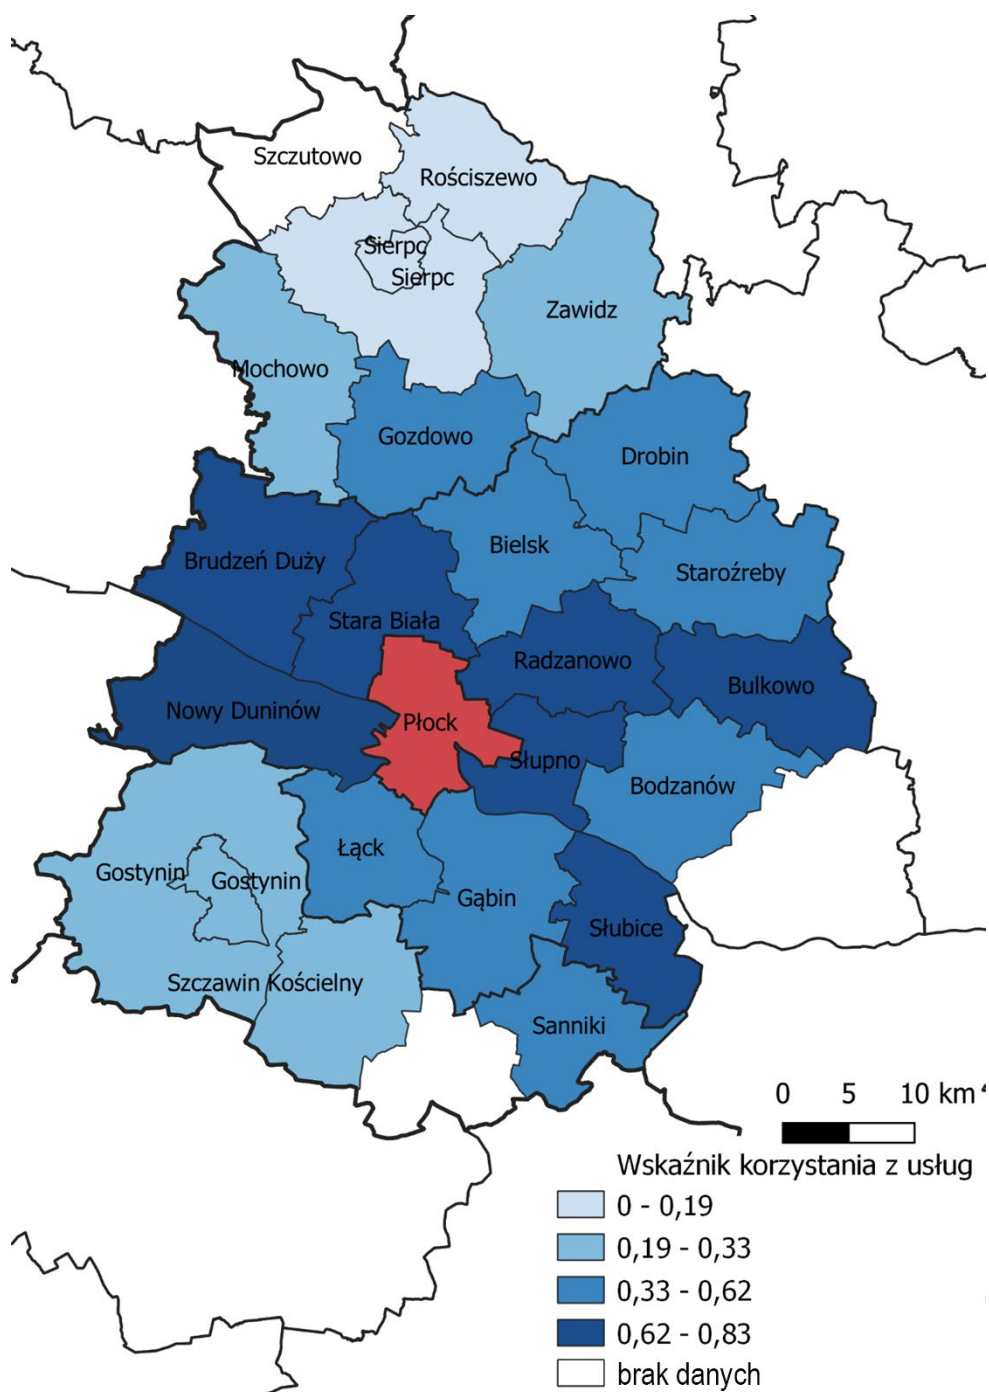 Szczutowo
Rościszewo
Sierpc
Sierpc
Zawidz
Mochowo
Gozdowo
Drobin
Bielsk
Brudzeń Duży
Staroźreby
Stara Biała
Radzanowo
Bulkowo
Nowy Duninów
Płock
Słupno
Bodzanów
Łąck
Gostynin
Gostynin
Gąbin
Słubice
Szczawin Kościelny
Sanniki
0 5 10 km
Wskaźnik korzystania z usług
0 - 0,19
0,19 - 0,33
0,33 - 0,62
0,62 - 0,83
brak danych